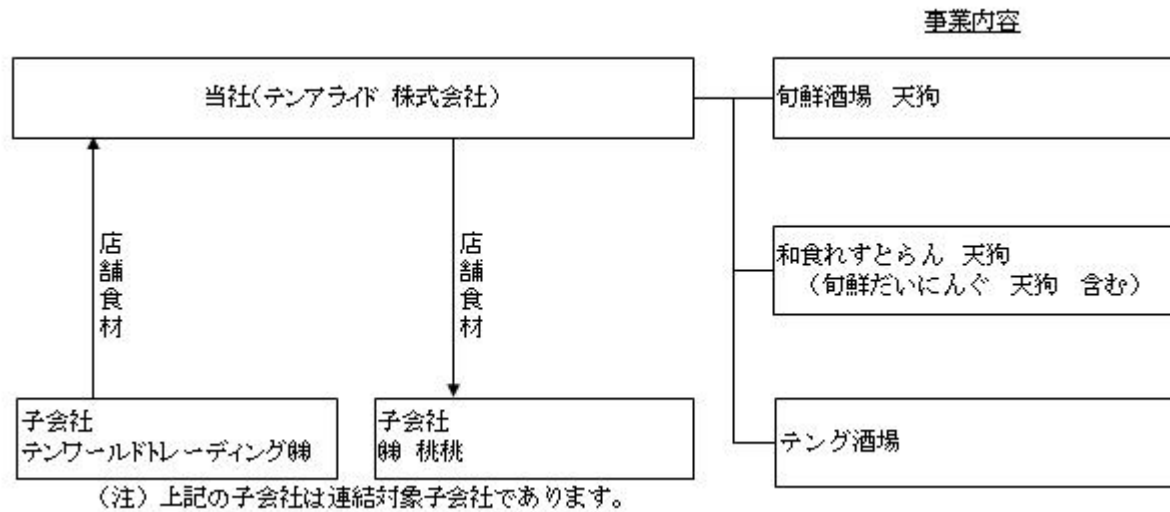 事業内容
当社(テンアライド 株式会社)
旬鮮酒場 天狗
店舗食材
店舗食材
和食れすとらん 天狗
(旬鮮だいにんぐ 天狗 含む)
子会社
テンワールドトレーディング㈱
子会社
㈱ 桃桃
テング酒場
(注)上記の子会社は連結対象子会社であります。